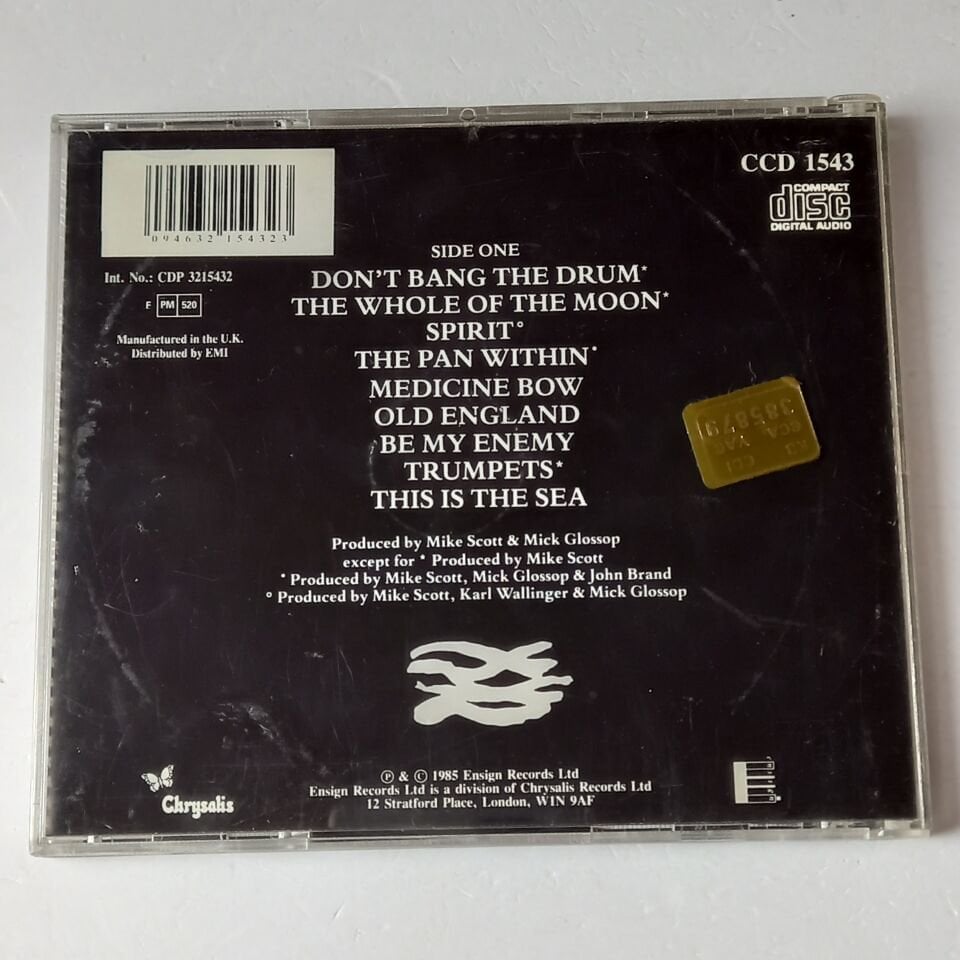 CCD 1543
COMPACT
disc
DIGITAL AUDIO
0 94632 154323
Int. No.: CDP 3215432
F PM 520
Manufactured in the U.K.
Distributed by EMI
SIDE ONE
DON'T BANG THE DRUM*
THE WHOLE OF THE MOON*
SPIRIT°
THE PAN WITHIN•
MEDICINE BOW
OLD ENGLAND
BE MY ENEMY
TRUMPETS*
THIS IS THE SEA
385879
Produced by Mike Scott & Mick Glossop
except for * Produced by Mike Scott
• Produced by Mike Scott, Mick Glossop & John Brand
° Produced by Mike Scott, Karl Wallinger & Mick Glossop
Ⓟ & © 1985 Ensign Records Ltd
Ensign Records Ltd is a division of Chrysalis Records Ltd
12 Stratford Place, London, W1N 9AF
Chrysalis